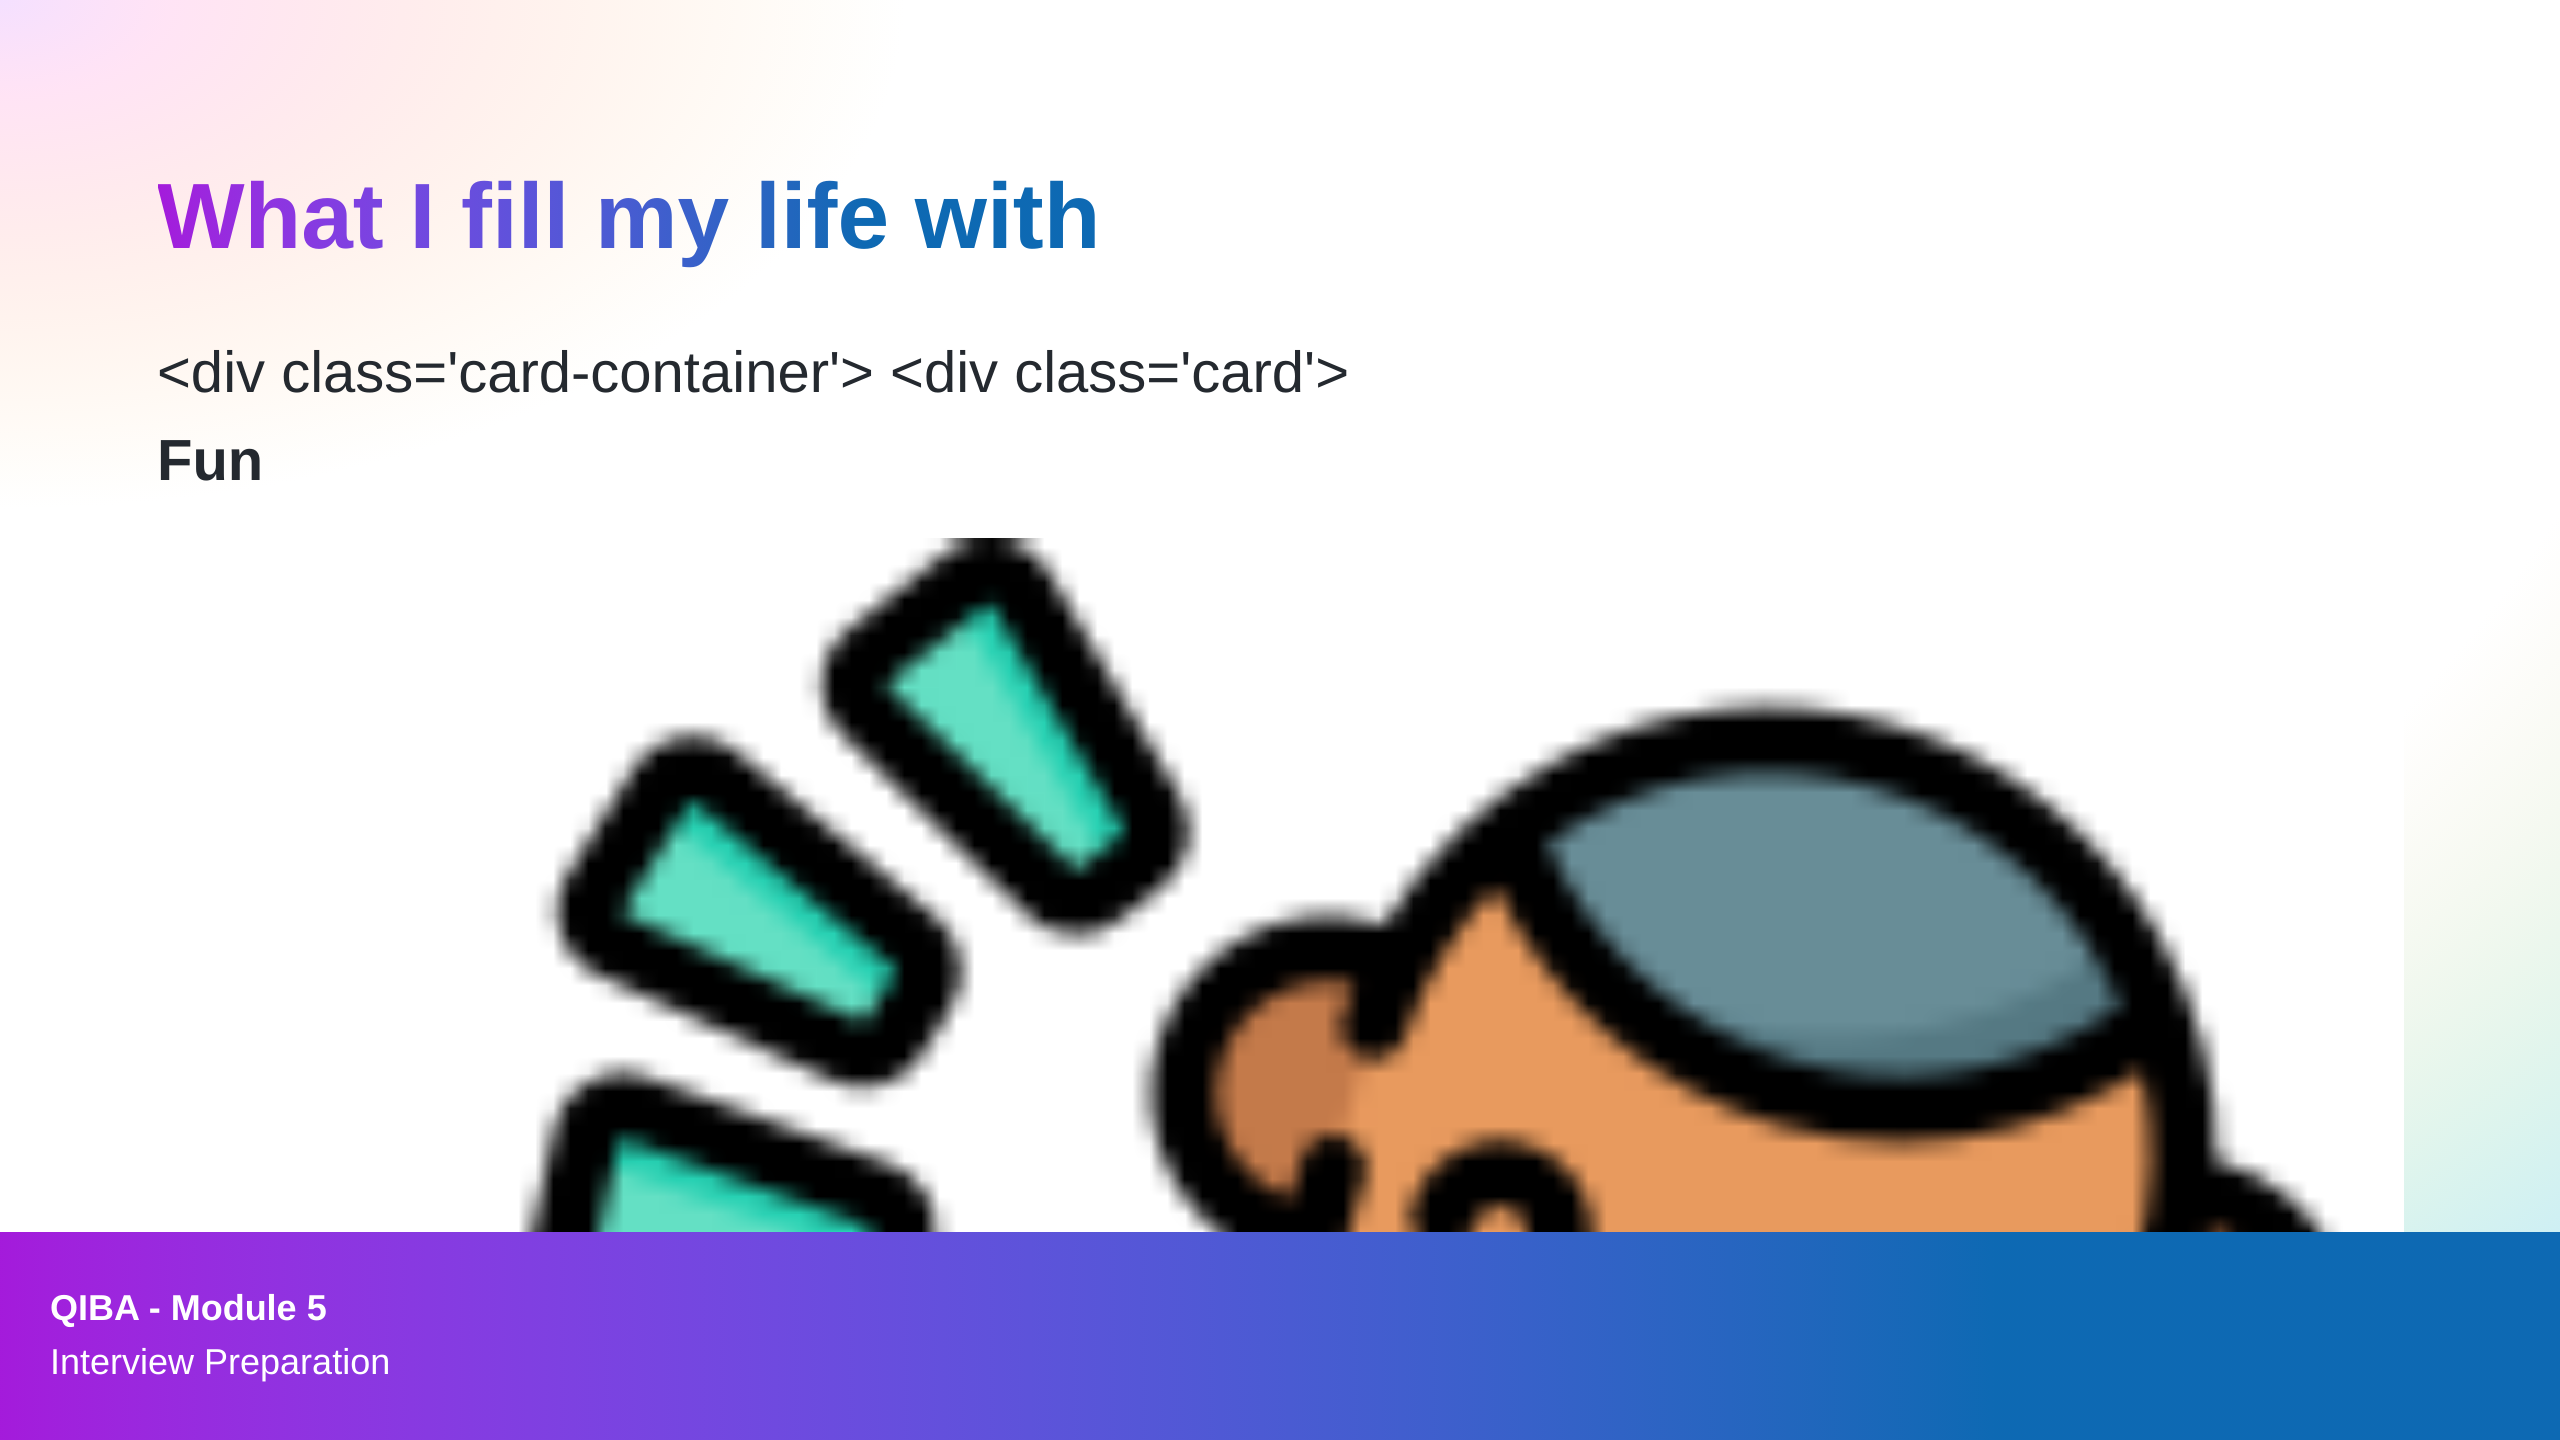 What I fill my life with
<div class='card-container'> <div class='card'>
Fun
QIBA - Module 5
Interview Preparation